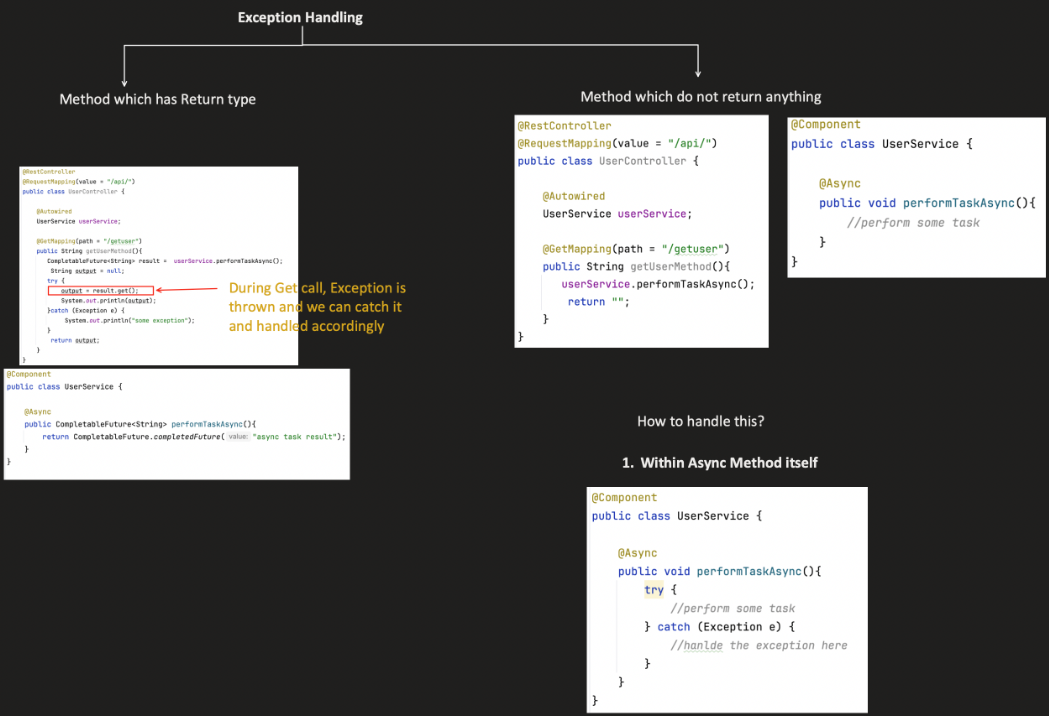 Exception Handling
Method which has Return type
@RestController
@RequestMapping(value = "/api/")
public class UserController {
@Autowired
UserService userService;
@GetMapping(path = "/getuser")
public String getUserMethod(){
CompletableFuture<String> result = userService.performTaskAsync();
String output = null;
try {
output = result.get();
System.out.println(output);
}catch (Exception e) {
System.out.println("some exception");
}
return output;
}
}
During Get call, Exception is
thrown and we can catch it
and handled accordingly
@Component
public class UserService {
@Async
public CompletableFuture<String> performTaskAsync(){
return CompletableFuture.completedFuture( value: "async task result");
}
}
Method which do not return anything
@RestController
@RequestMapping(value = "/api/")
public class UserController {
@Autowired
UserService userService;
@GetMapping(path = "/getuser")
public String getUserMethod(){
userService.performTaskAsync();
return "";
}
}
@Component
public class UserService {
@Async
public void performTaskAsync(){
//perform some task
}
}
How to handle this?
1. Within Async Method itself
@Component
public class UserService {
@Async
public void performTaskAsync(){
try {
//perform some task
} catch (Exception e) {
//hanlde the exception here
}
}
}